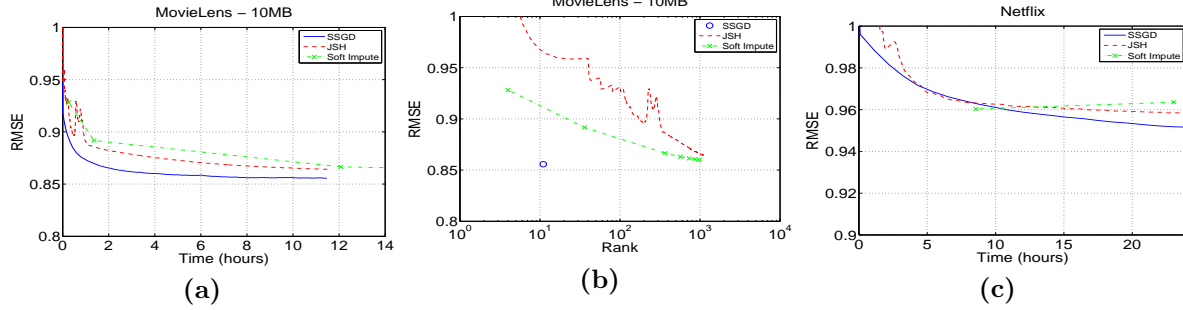 MovieLens − 10MB
SSGD
JSH
Soft Impute
1
0.95
0.9
0.85
0.8
RMSE
0 2 4 6 8 10 12 14
Time (hours)
(a)
MovieLens − 10MB
SSGD
JSH
Soft Impute
1
0.95
0.9
0.85
0.8
RMSE
10^0 10^1 10^2 10^3 10^4
Rank
(b)
Netflix
SSGD
JSH
Soft Impute
1
0.98
0.96
0.94
0.92
0.9
RMSE
0 5 10 15 20
Time (hours)
(c)